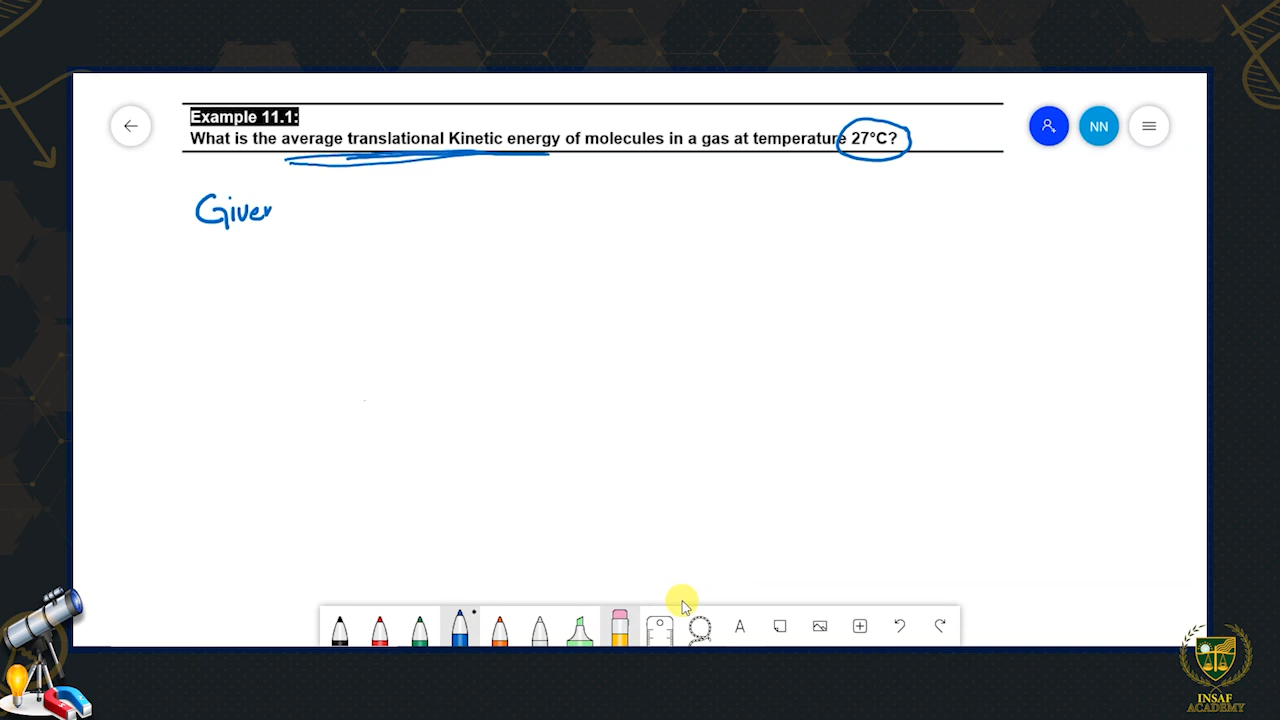 Example 11.1:
What is the average translational Kinetic energy of molecules in a gas at temperature 27°C?
NN
Given
A
INSAF
ACADEMY